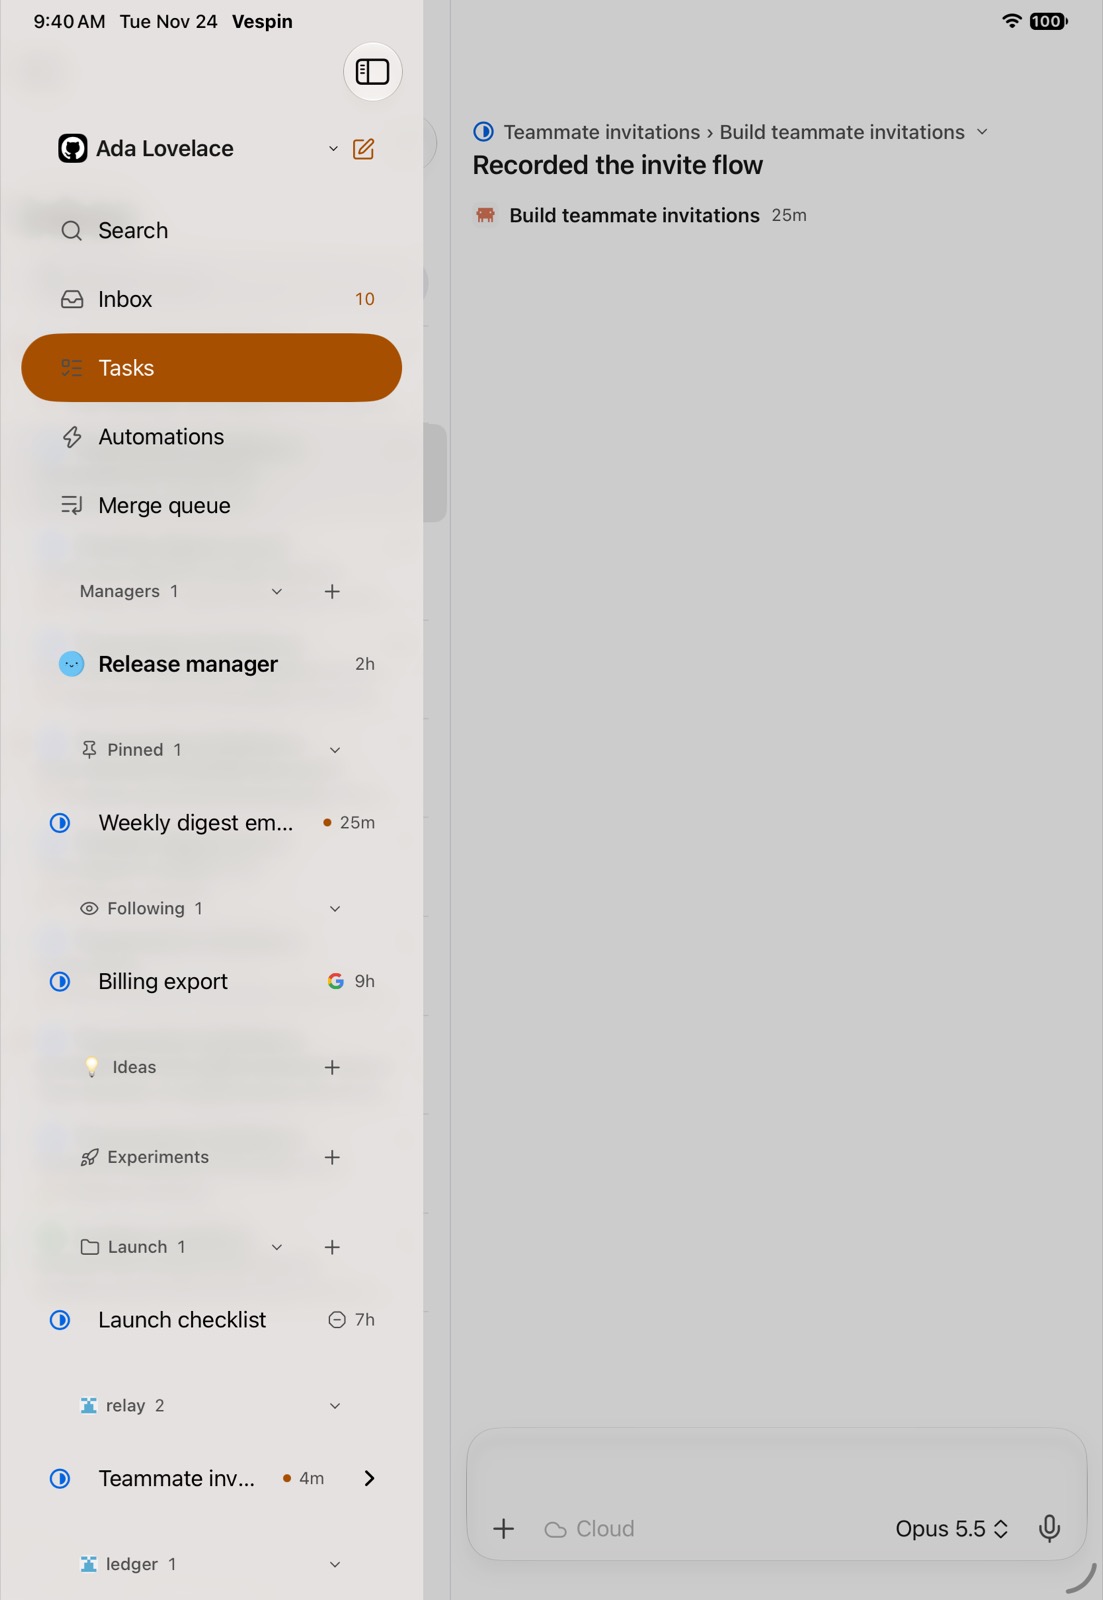 9:40 AM Tue Nov 24 Vespin
100
Ada Lovelace
Search
Inbox 10
Tasks
Automations
Merge queue
Managers 1
Release manager 2h
Pinned 1
Weekly digest em... 25m
Following 1
Billing export 9h
Ideas
Experiments
Launch 1
Launch checklist 7h
relay 2
Teammate inv... 4m
ledger 1
Teammate invitations › Build teammate invitations
Recorded the invite flow
Build teammate invitations 25m
Cloud
Opus 5.5